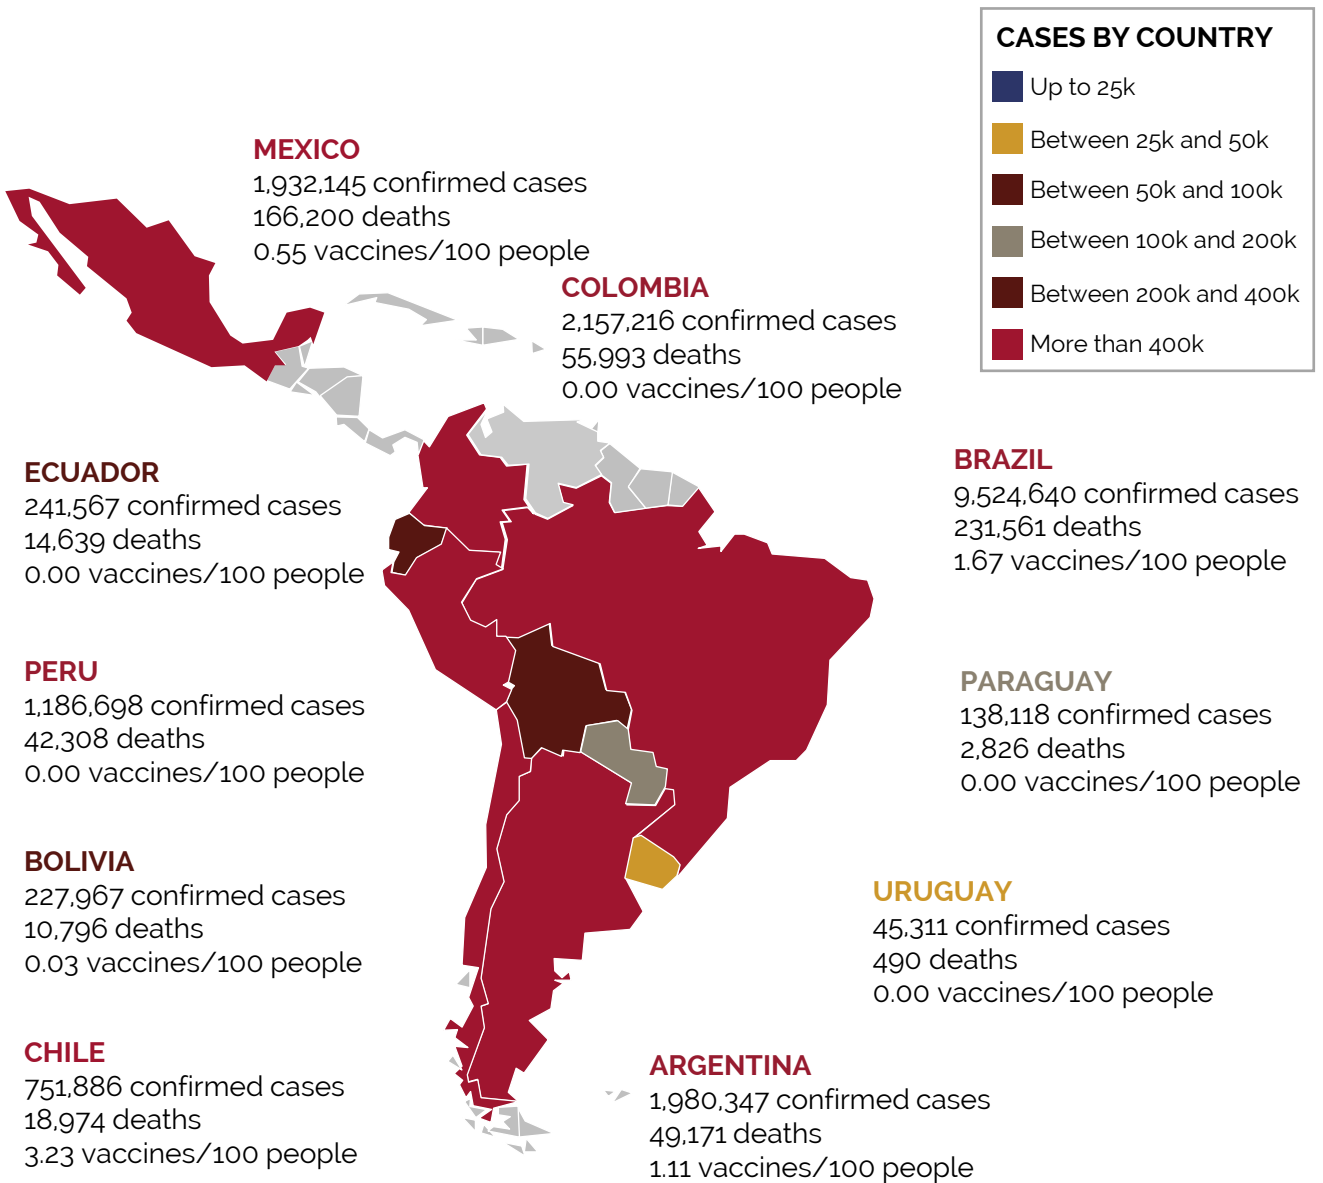 CASES BY COUNTRY
Up to 25k
Between 25k and 50k
Between 50k and 100k
Between 100k and 200k
Between 200k and 400k
More than 400k
MEXICO
1,932,145 confirmed cases
166,200 deaths
0.55 vaccines/100 people
COLOMBIA
2,157,216 confirmed cases
55,993 deaths
0.00 vaccines/100 people
ECUADOR
241,567 confirmed cases
14,639 deaths
0.00 vaccines/100 people
BRAZIL
9,524,640 confirmed cases
231,561 deaths
1.67 vaccines/100 people
PERU
1,186,698 confirmed cases
42,308 deaths
0.00 vaccines/100 people
PARAGUAY
138,118 confirmed cases
2,826 deaths
0.00 vaccines/100 people
BOLIVIA
227,967 confirmed cases
10,796 deaths
0.03 vaccines/100 people
URUGUAY
45,311 confirmed cases
490 deaths
0.00 vaccines/100 people
CHILE
751,886 confirmed cases
18,974 deaths
3.23 vaccines/100 people
ARGENTINA
1,980,347 confirmed cases
49,171 deaths
1.11 vaccines/100 people